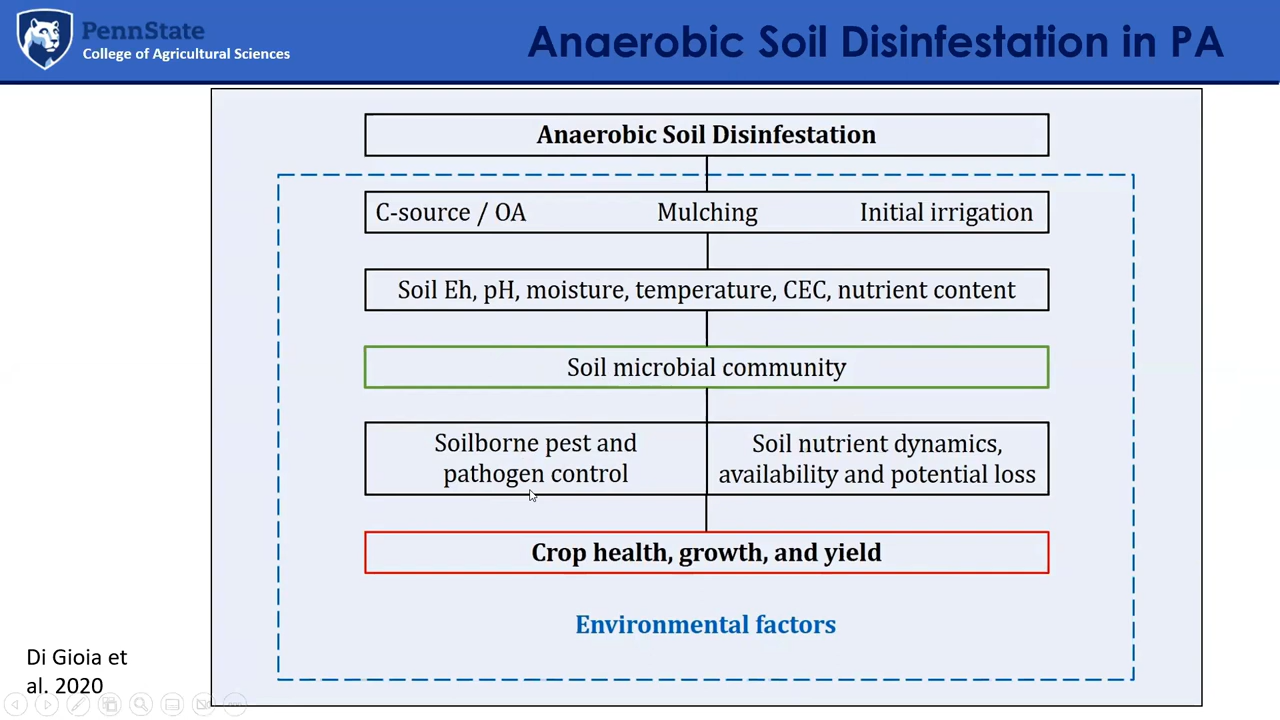 PennState
College of Agricultural Sciences
Anaerobic Soil Disinfestation in PA
Anaerobic Soil Disinfestation
C-source / OA Mulching Initial irrigation
Soil Eh, pH, moisture, temperature, CEC, nutrient content
Soil microbial community
Soilborne pest and
pathogen control
Soil nutrient dynamics,
availability and potential loss
Crop health, growth, and yield
Environmental factors
Di Gioia et
al. 2020